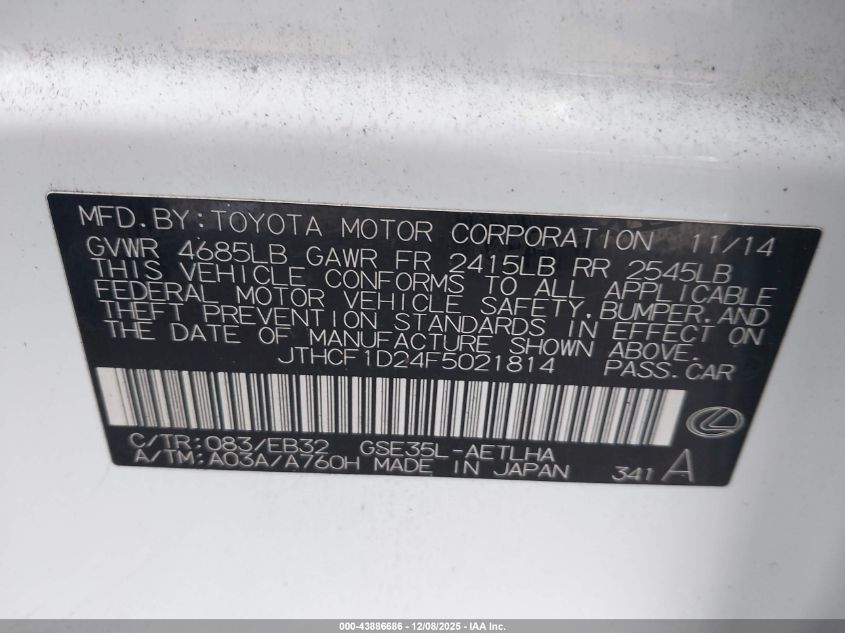 MFD.BY:TOYOTA MOTOR CORPORATION 11/14
GVWR 4685LB GAWR FR 2415LB RR 2545LB
THIS VEHICLE CONFORMS TO ALL APPLICABLE
FEDERAL MOTOR VEHICLE SAFETY,BUMPER,AND
THEFT PREVENTION STANDARDS IN EFFECT ON
THE DATE OF MANUFACTURE SHOWN ABOVE.
JTHCF1D24F5021814 PASS.CAR
C/TR:083/EB32 GSE35L-AETLHA
A/TM:A03A/A760H MADE IN JAPAN 341 A
000-43886686 - 12/08/2025 - IAA Inc.